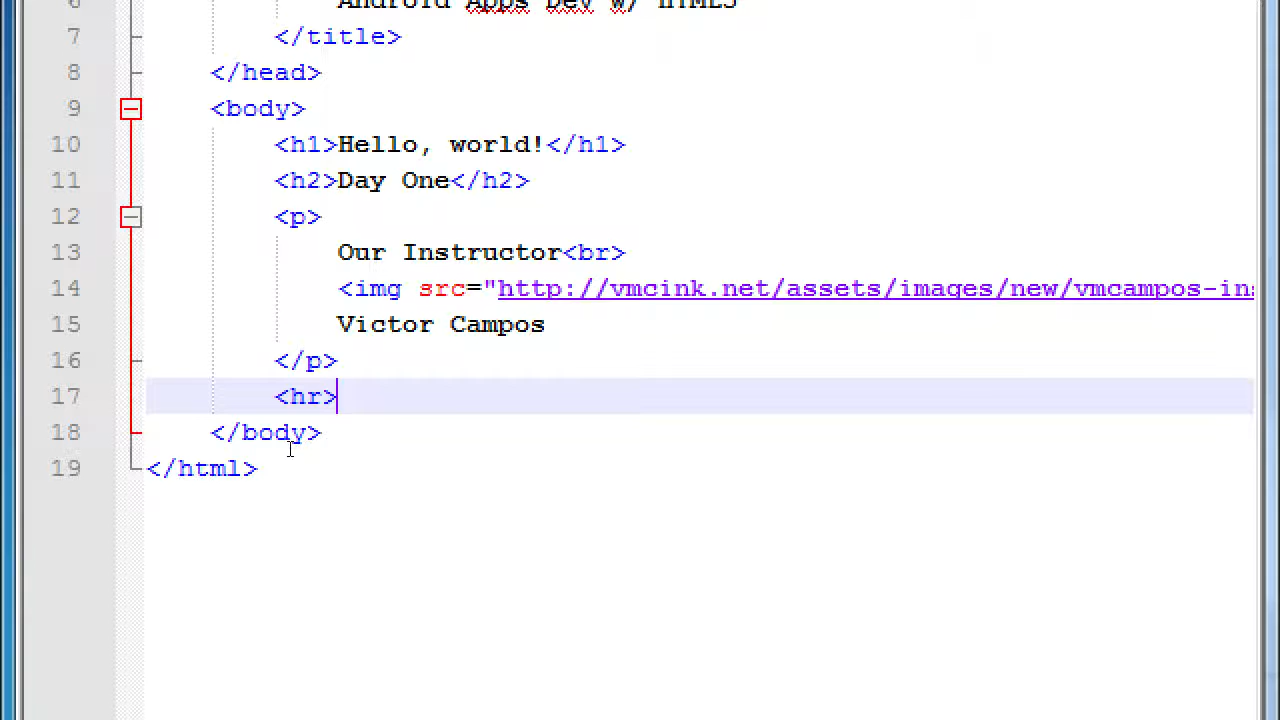 6 Android Apps Dev w/ HTML5
7 </title>
8 </head>
9 <body>
10 <h1>Hello, world!</h1>
11 <h2>Day One</h2>
12 <p>
13 Our Instructor<br>
14 <img src="http://vmcink.net/assets/images/new/vmcampos-ins
15 Victor Campos
16 </p>
17 <hr>
18 </body>
19 </html>